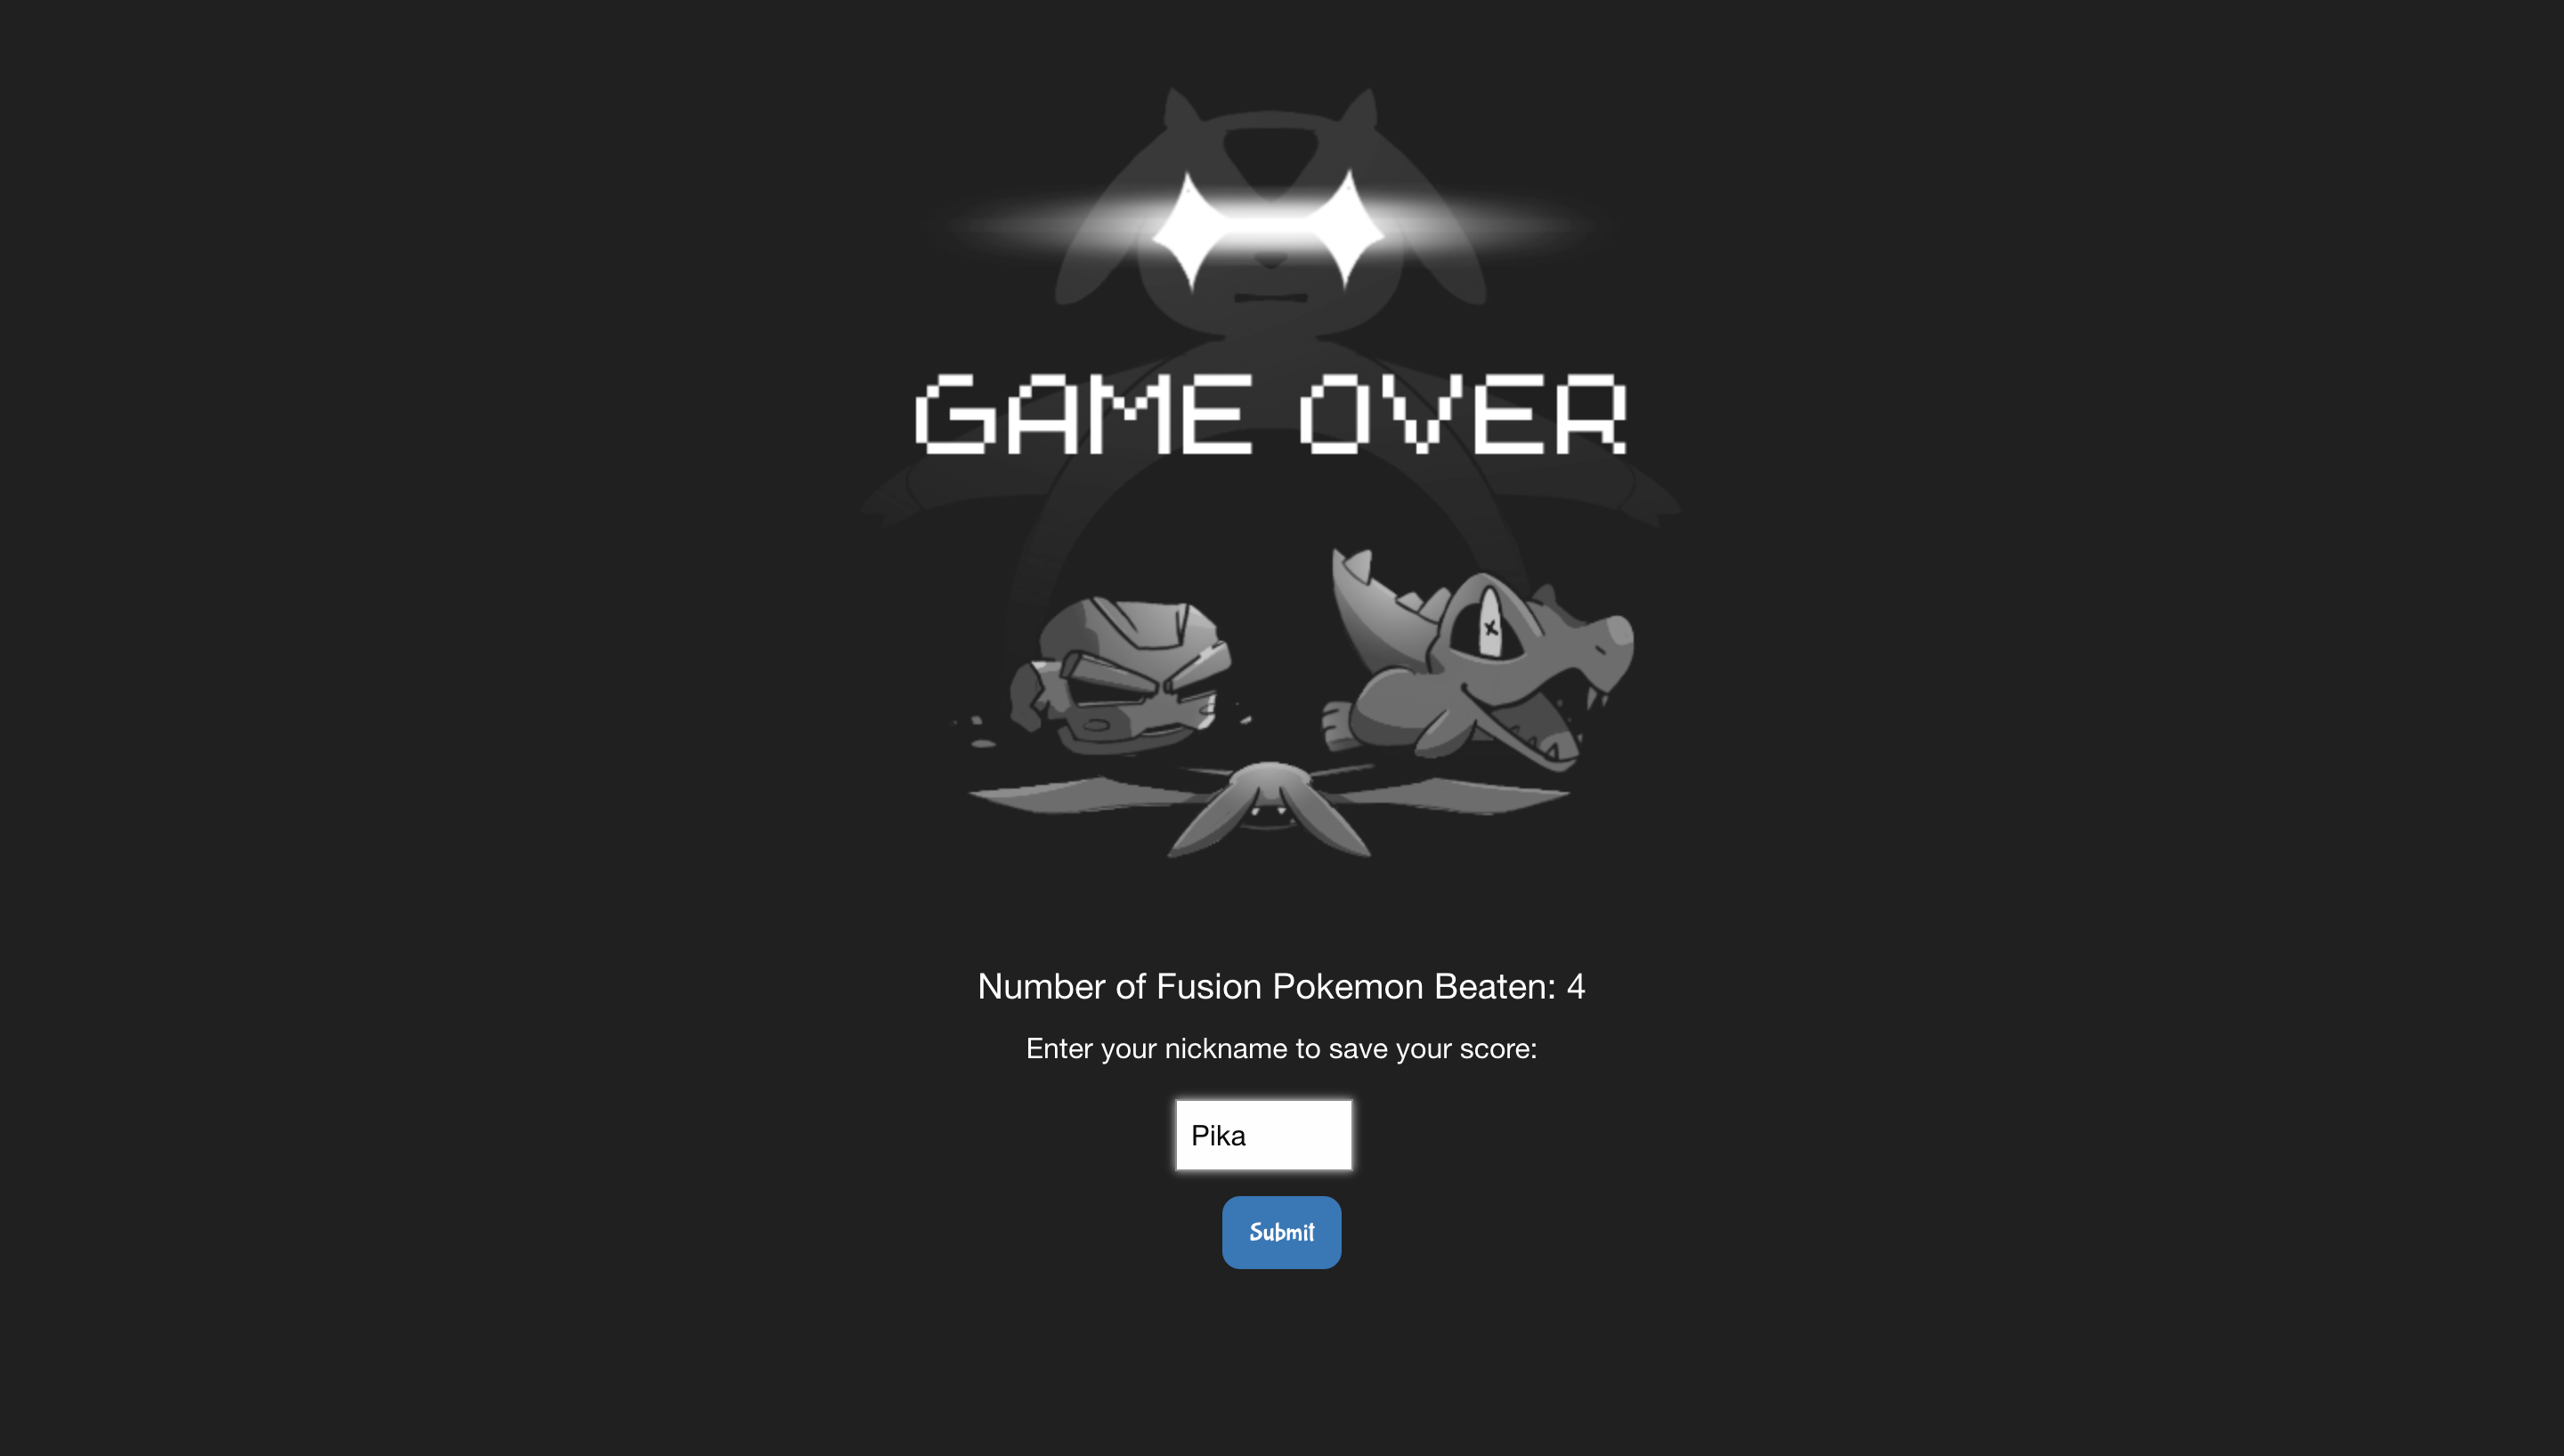 GAME OVER
Number of Fusion Pokemon Beaten: 4
Enter your nickname to save your score:
Pika
Submit